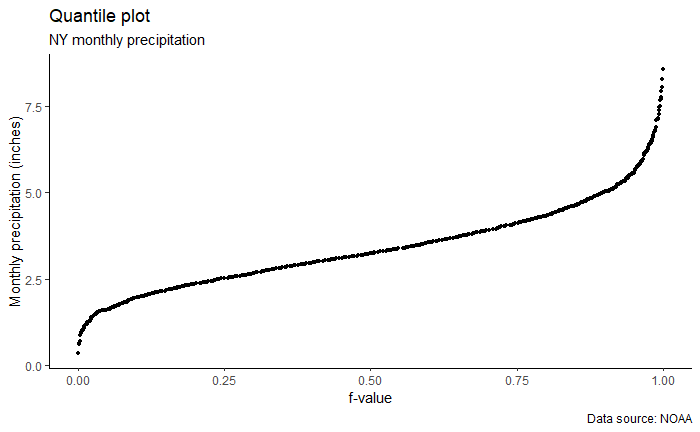 Quantile plot
NY monthly precipitation
Monthly precipitation (inches)
7.5
5.0
2.5
0.0
0.00 0.25 0.50 0.75 1.00
f-value
Data source: NOAA